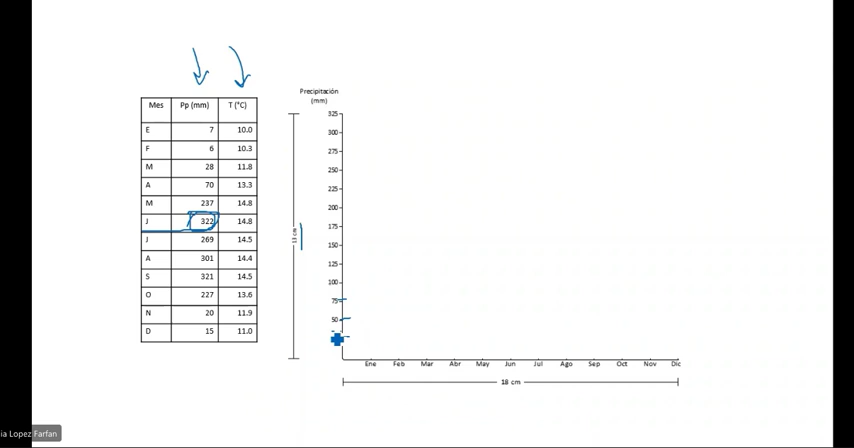 Mes Pp (mm) T (°C)
E 7 10.0
F 6 10.3
M 28 11.8
A 70 13.3
M 237 14.8
J 322 14.8
J 269 14.5
A 301 14.4
S 321 14.5
O 227 13.6
N 20 11.9
D 15 11.0
Precipitación
(mm)
325
300
275
250
225
200
175
150
125
100
75
50
13 cm
Ene Feb Mar Abr May Jun Jul Ago Sep Oct Nov Dic
18 cm
ia Lopez Farfan